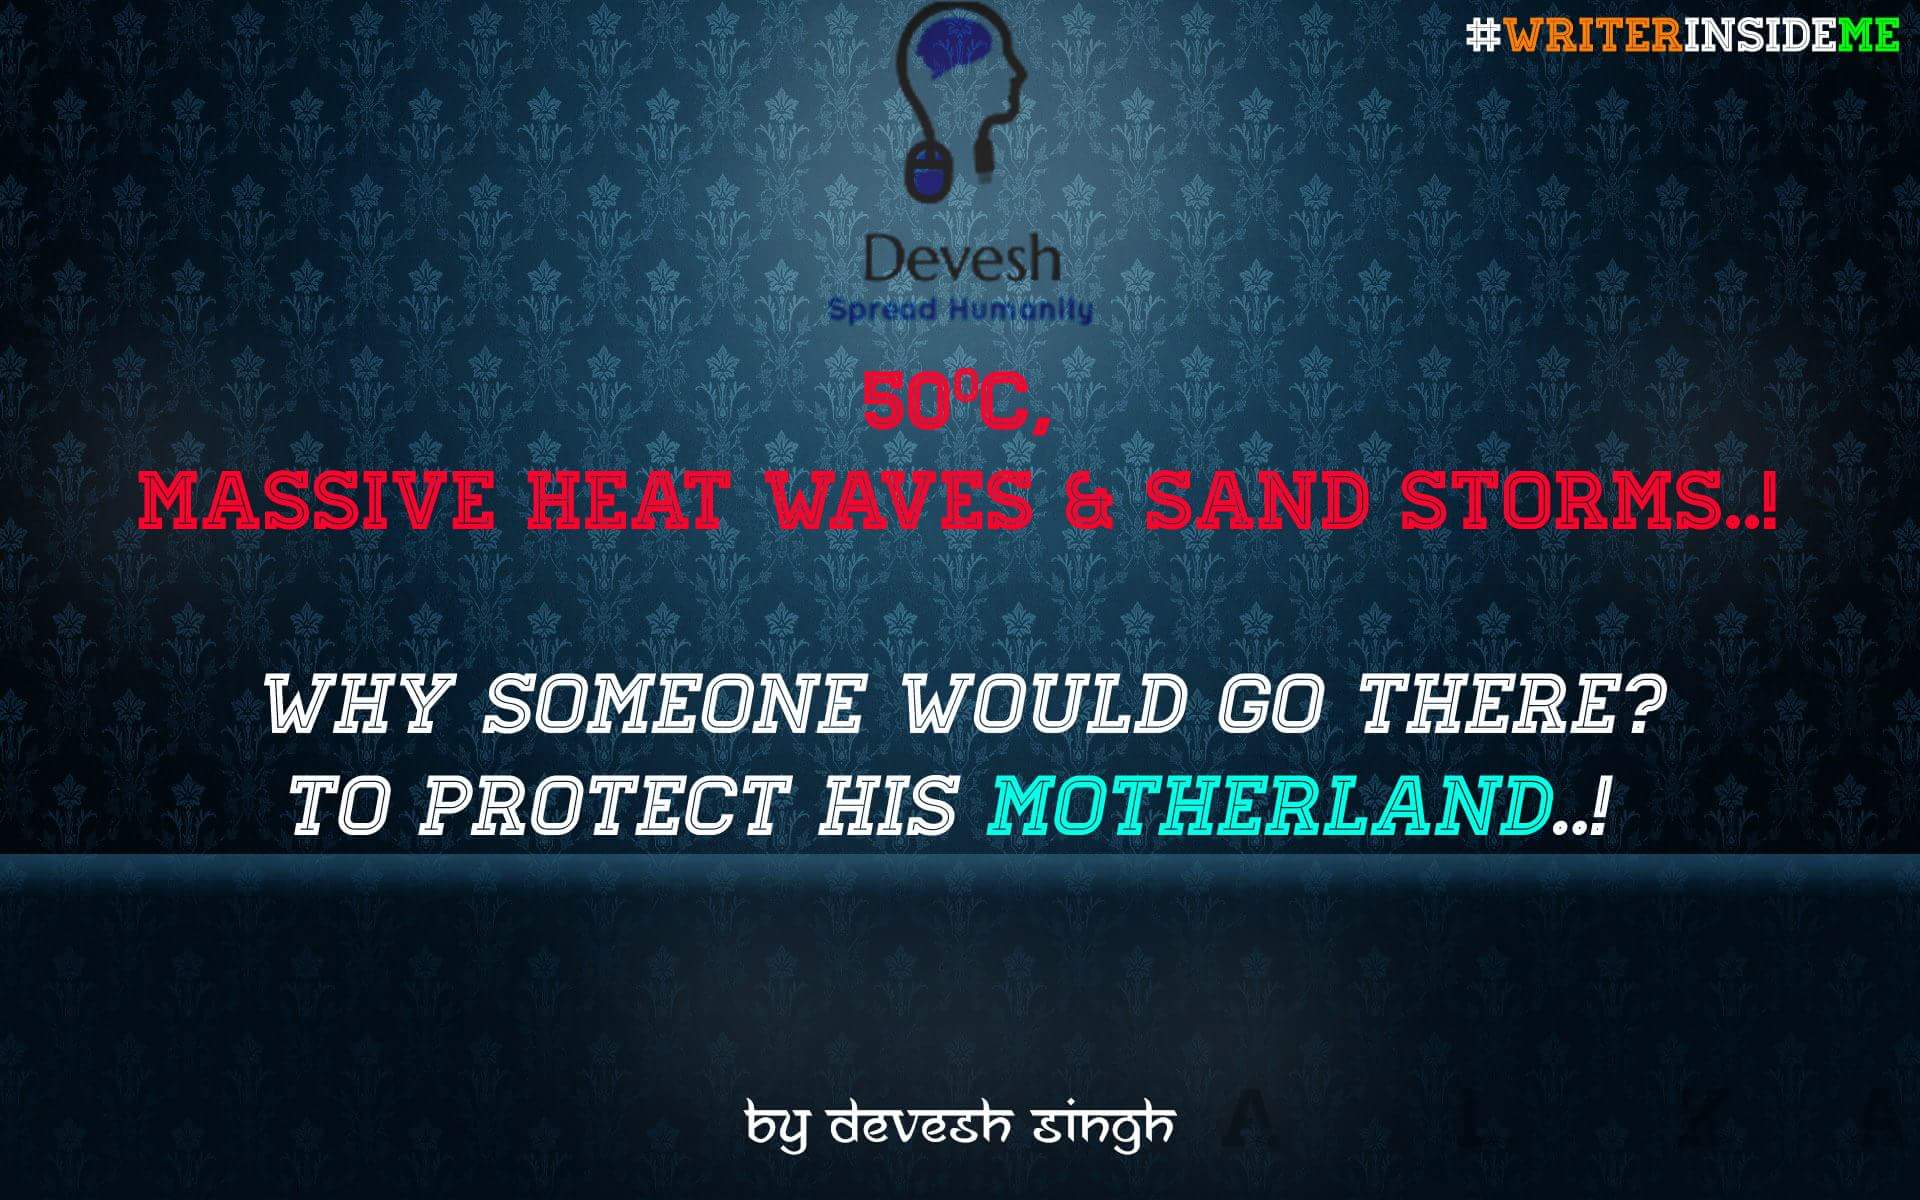 #WRITERINSIDEME
Devesh
Spread Humanity
50⁰C,
MASSIVE HEAT WAVES & SAND STORMS..!
WHY SOMEONE WOULD GO THERE?
TO PROTECT HIS MOTHERLAND..!
BY DEVESH SINGH
A L K A